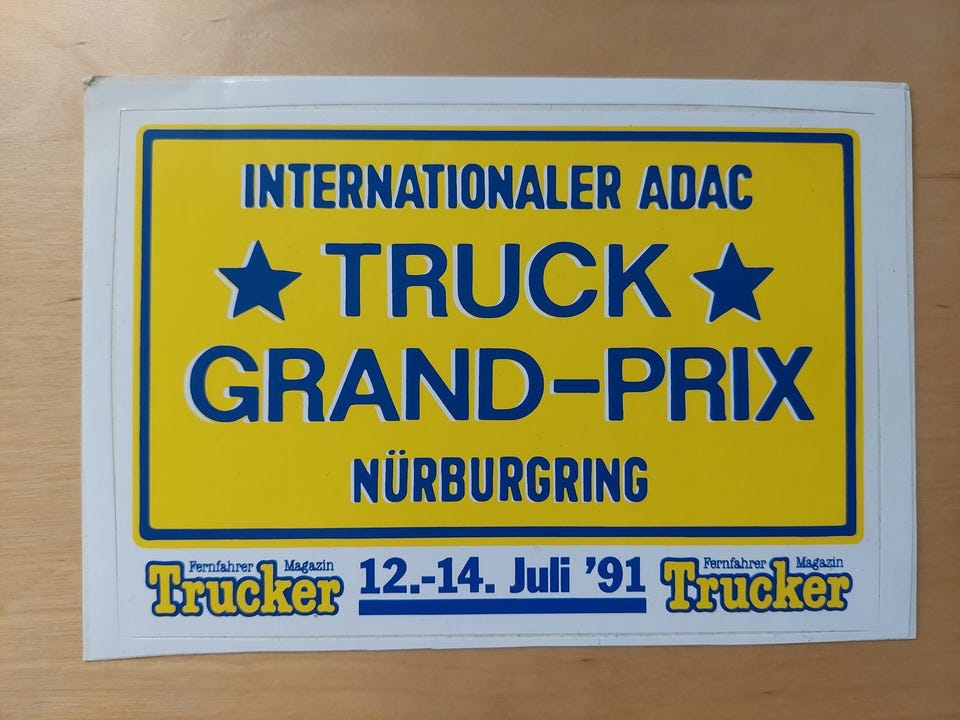 INTERNATIONALER ADAC
TRUCK
GRAND-PRIX
NÜRBURGRING
Fernfahrer Magazin
Trucker
12.-14. Juli '91
Fernfahrer Magazin
Trucker